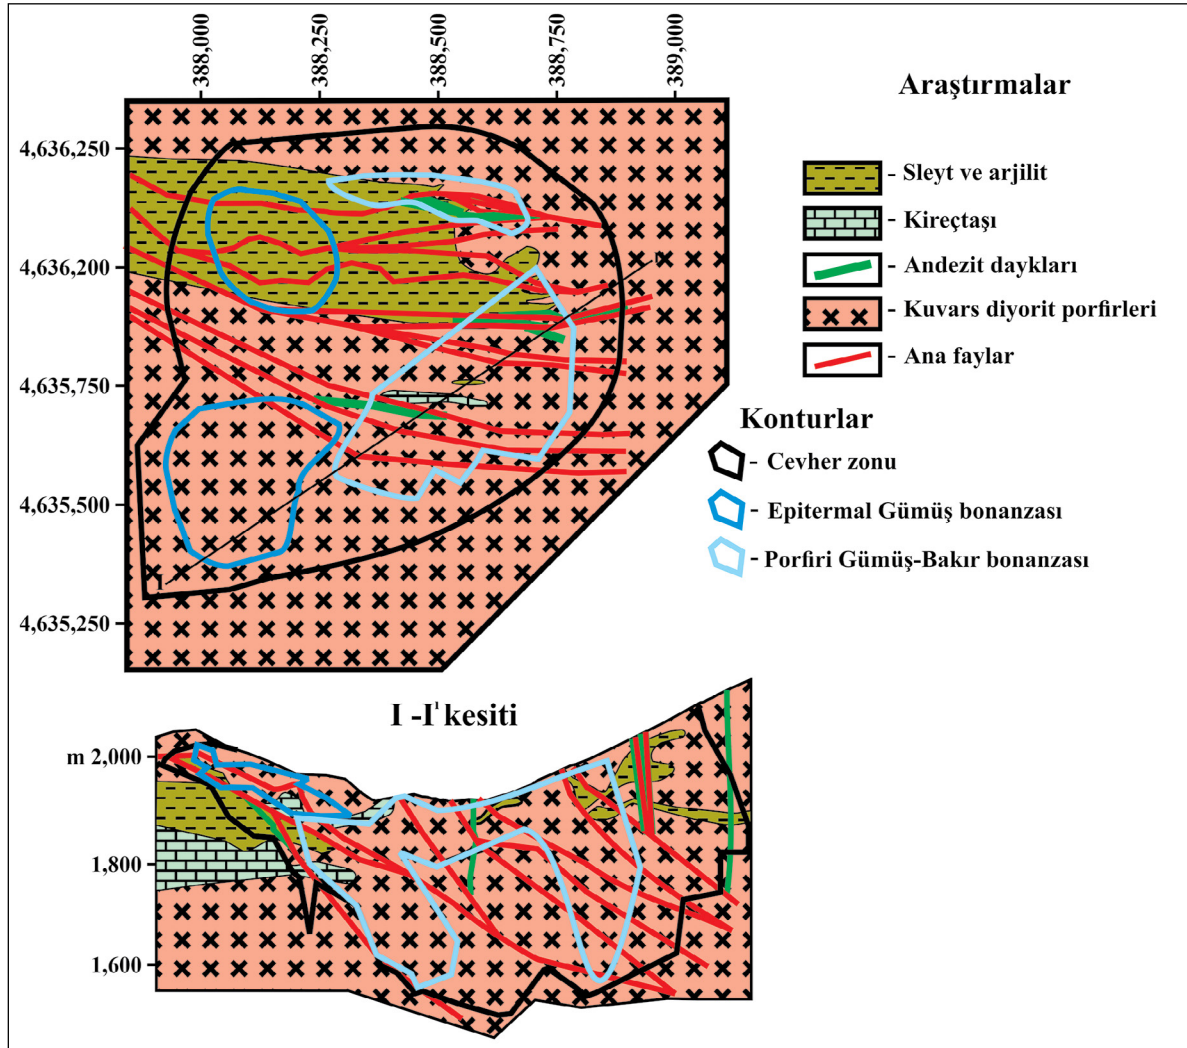 388,000
388,250
388,500
388,750
389,000
4,636,250
4,636,200
4,635,750
4,635,500
4,635,250
I
I
Araştırmalar
- Sleyt ve arjilit
- Kireçtaşı
- Andezit daykları
- Kuvars diyorit porfirleri
- Ana faylar
Konturlar
- Cevher zonu
- Epitermal Gümüş bonanzası
- Porfiri Gümüş-Bakır bonanzası
I -I¹ kesiti
m 2,000
1,800
1,600